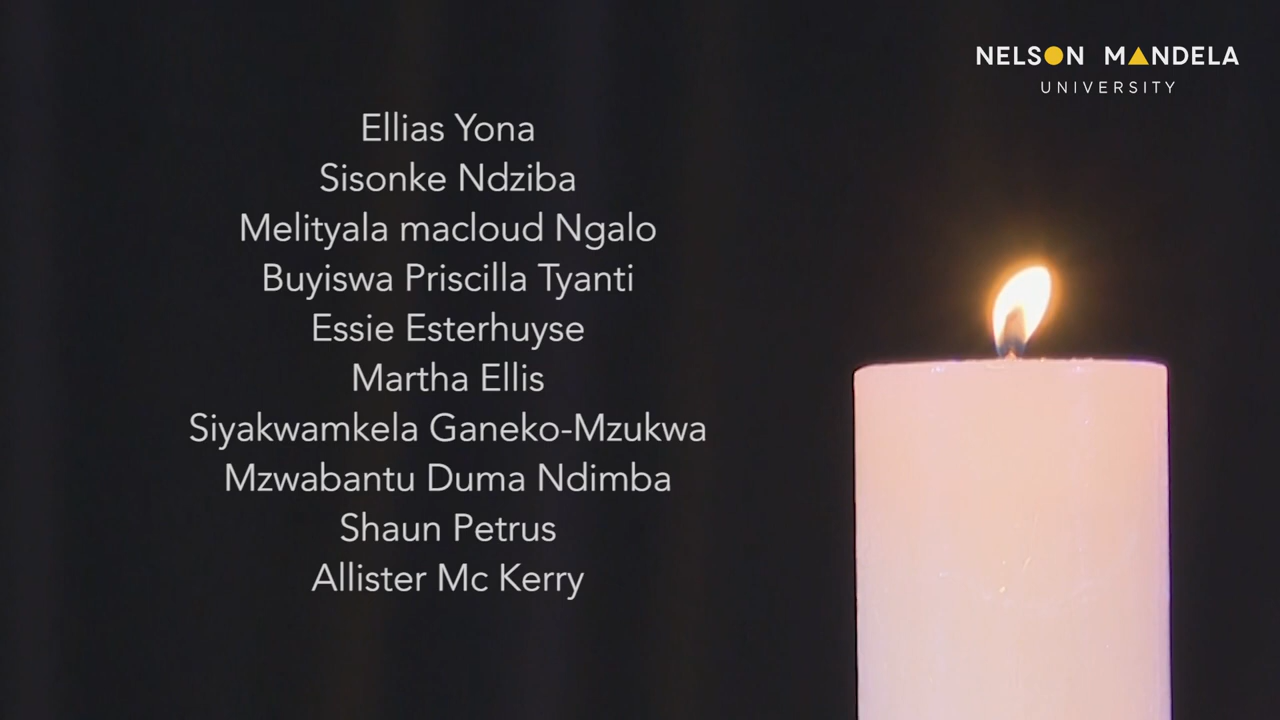 NELSON MANDELA
UNIVERSITY
Ellias Yona
Sisonke Ndziba
Melityala macloud Ngalo
Buyiswa Priscilla Tyanti
Essie Esterhuyse
Martha Ellis
Siyakwamkela Ganeko-Mzukwa
Mzwabantu Duma Ndimba
Shaun Petrus
Allister Mc Kerry